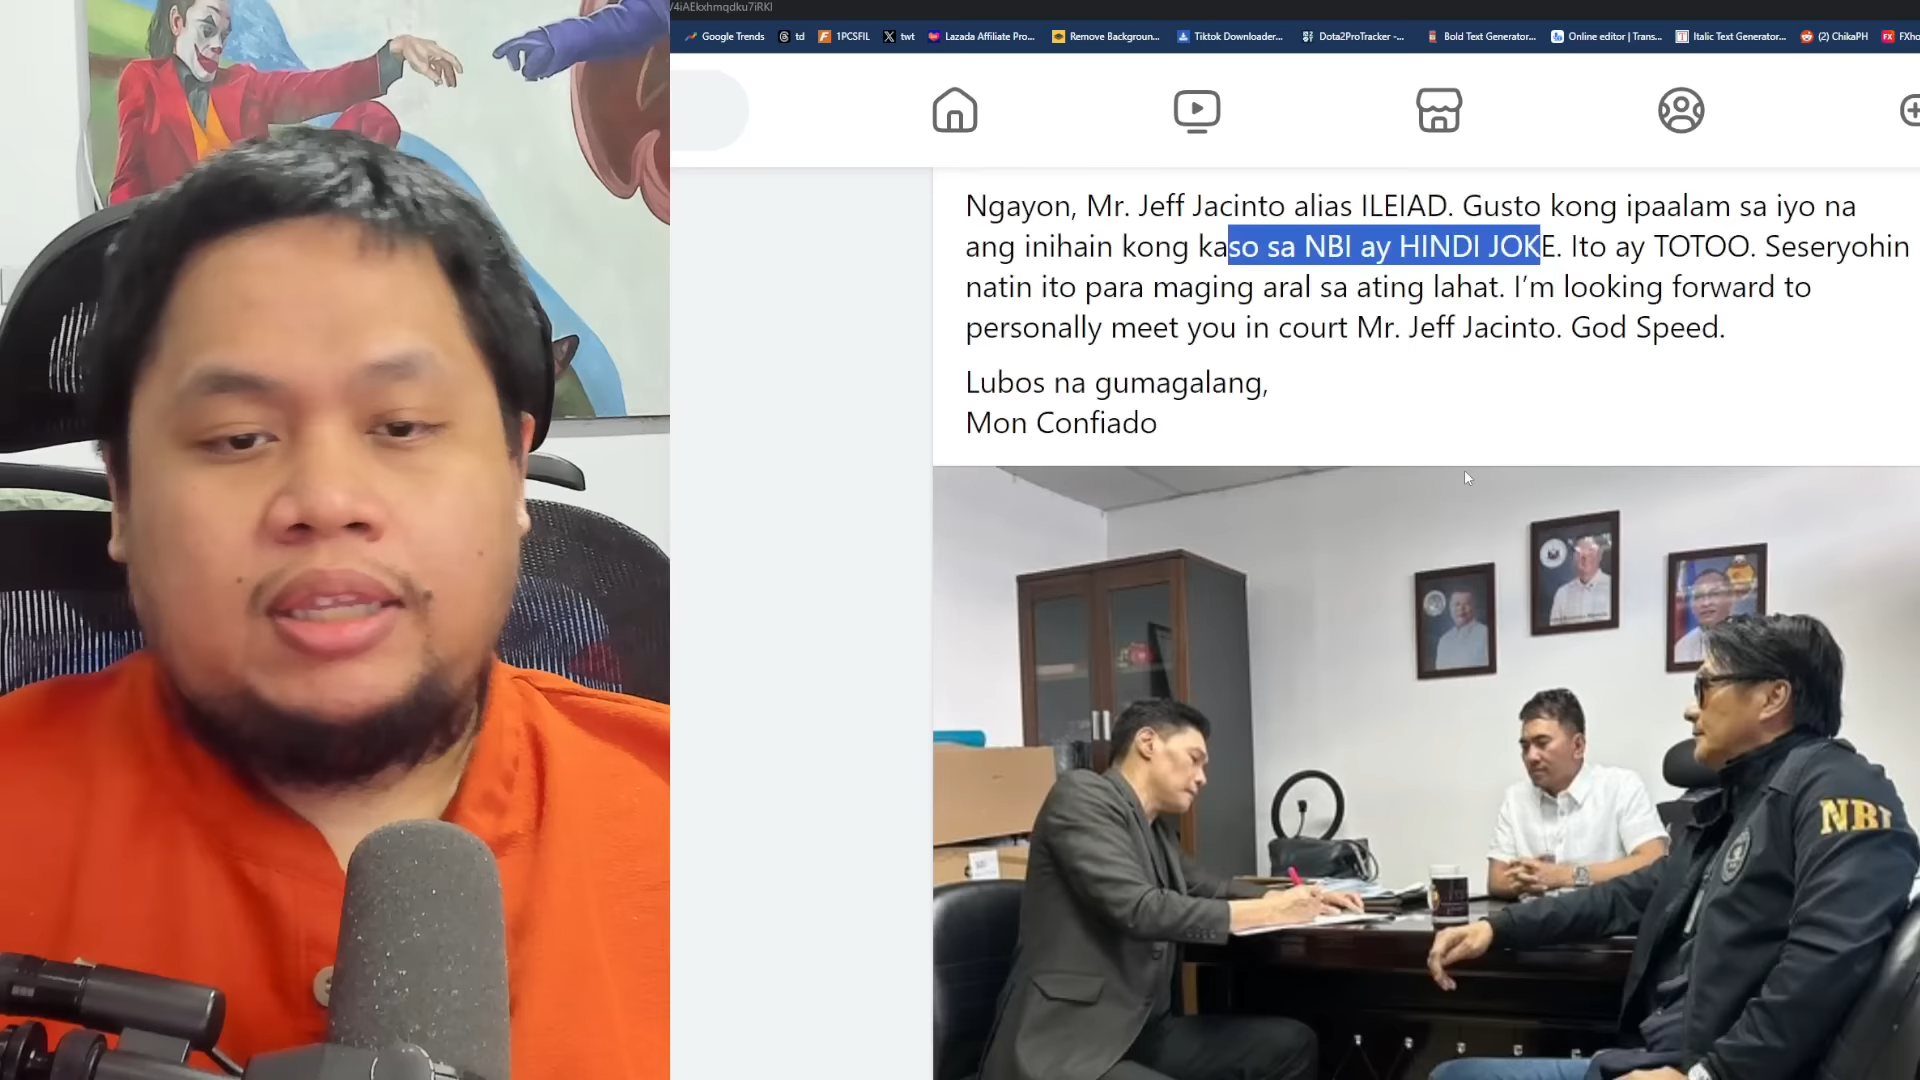 /4iAEkxhmqdku7iRKl
Google Trends td 1PCSFIL twt Lazada Affiliate Pro... Remove Backgroun... Tiktok Downloader... Dota2ProTracker -... Bold Text Generator... Online editor | Trans... Italic Text Generator... (2) ChikaPH FXho
Ngayon, Mr. Jeff Jacinto alias ILEIAD. Gusto kong ipaalam sa iyo na
ang inihain kong kaso sa NBI ay HINDI JOKE. Ito ay TOTOO. Seseryohin
natin ito para maging aral sa ating lahat. I’m looking forward to
personally meet you in court Mr. Jeff Jacinto. God Speed.
Lubos na gumagalang,
Mon Confiado
NBI